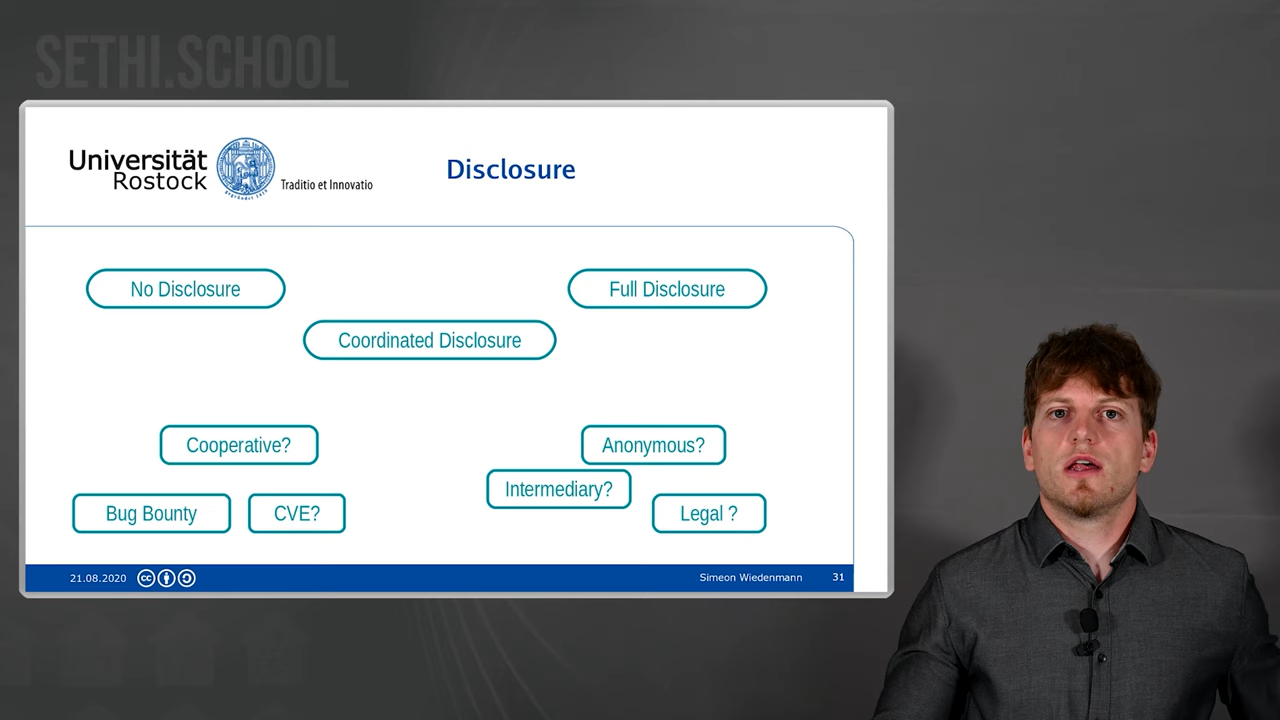 SETHI.SCHOOL
Universität
Rostock
Traditio et Innovatio
Disclosure
No Disclosure
Full Disclosure
Coordinated Disclosure
Cooperative?
Anonymous?
Intermediary?
Bug Bounty
CVE?
Legal ?
21.08.2020
Simeon Wiedenmann
31